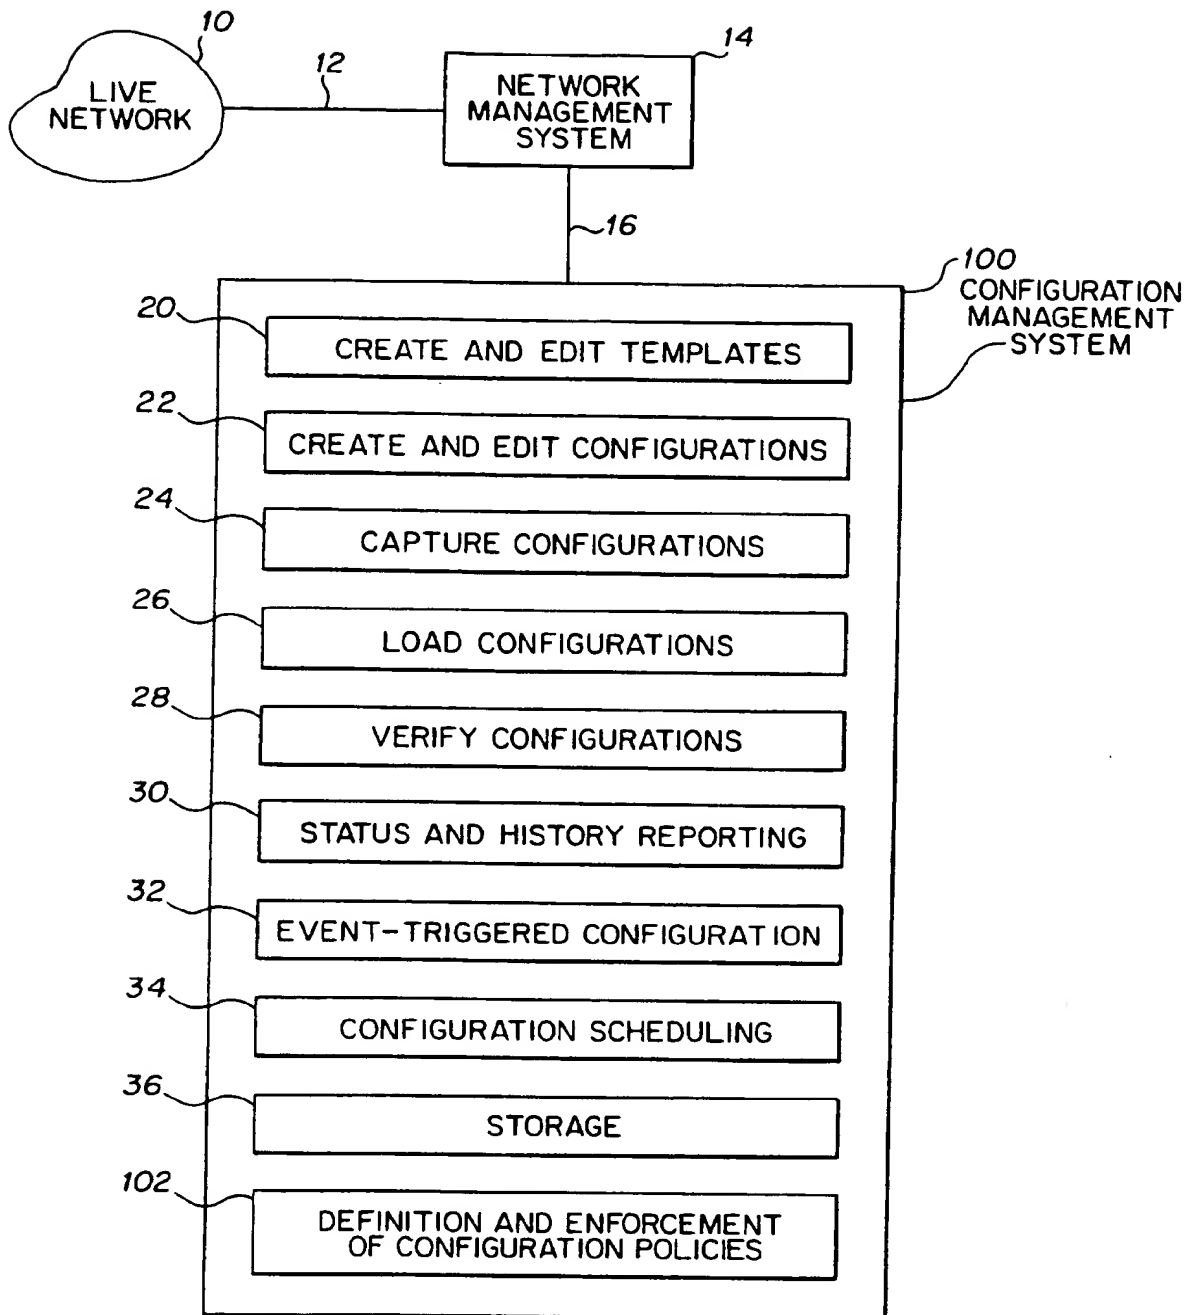 10
LIVE
NETWORK
12
14
NETWORK
MANAGEMENT
SYSTEM
16
100
CONFIGURATION
MANAGEMENT
SYSTEM
20
CREATE AND EDIT TEMPLATES
22
CREATE AND EDIT CONFIGURATIONS
24
CAPTURE CONFIGURATIONS
26
LOAD CONFIGURATIONS
28
VERIFY CONFIGURATIONS
30
STATUS AND HISTORY REPORTING
32
EVENT-TRIGGERED CONFIGURATION
34
CONFIGURATION SCHEDULING
36
STORAGE
102
DEFINITION AND ENFORCEMENT
OF CONFIGURATION POLICIES